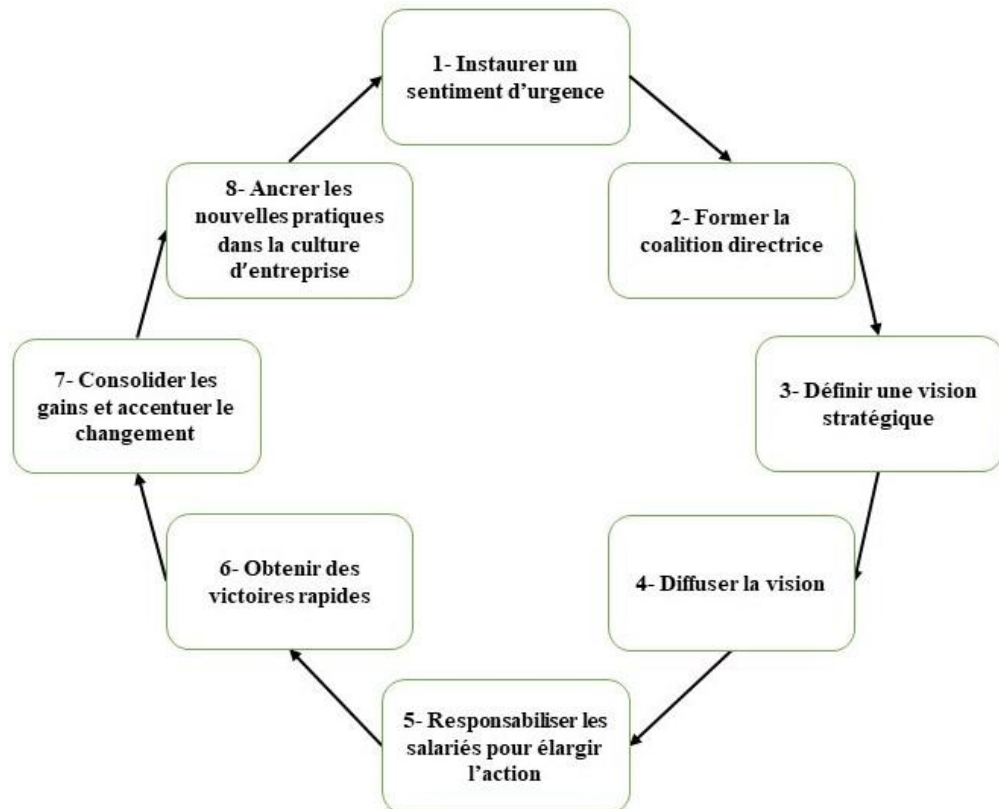 1- Instaurer un
sentiment d’urgence
2- Former la
coalition directrice
3- Définir une vision
stratégique
4- Diffuser la vision
5- Responsabiliser les
salariés pour élargir
l’action
6- Obtenir des
victoires rapides
7- Consolider les
gains et accentuer le
changement
8- Ancrer les
nouvelles pratiques
dans la culture
d’entreprise